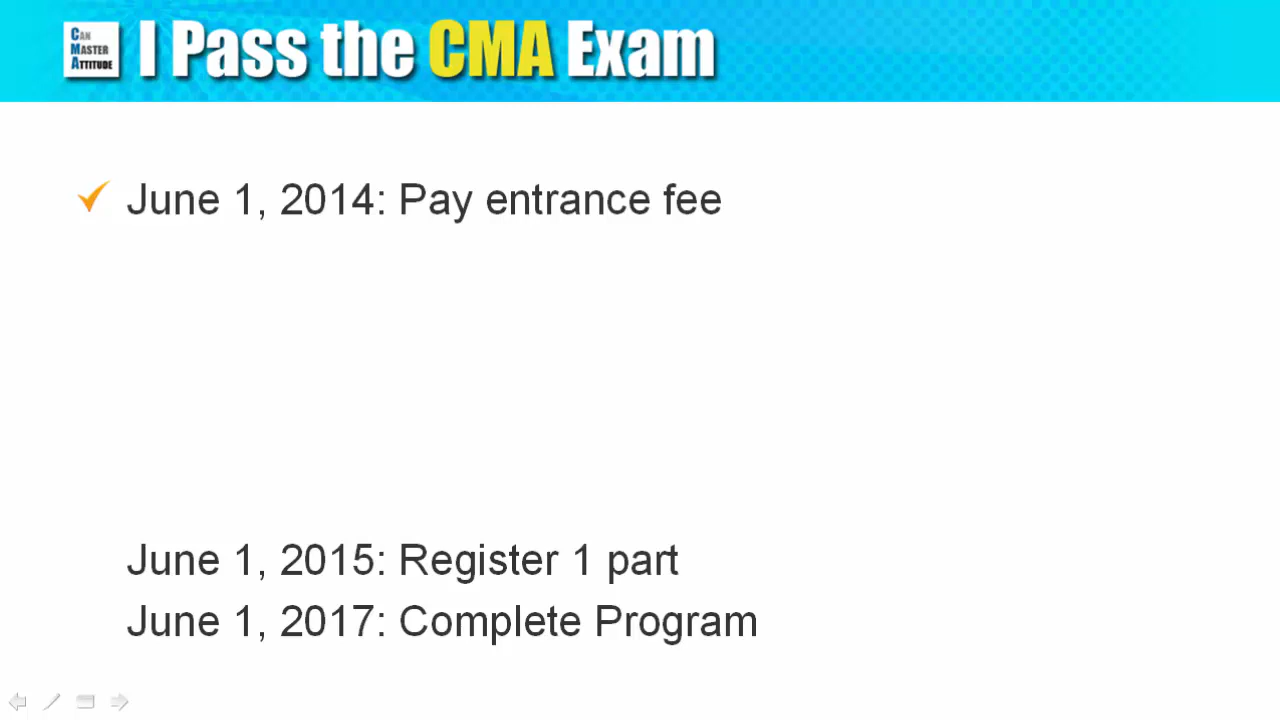 CAN
MASTER
ATTITUDE
I Pass the CMA Exam
June 1, 2014: Pay entrance fee
June 1, 2015: Register 1 part
June 1, 2017: Complete Program